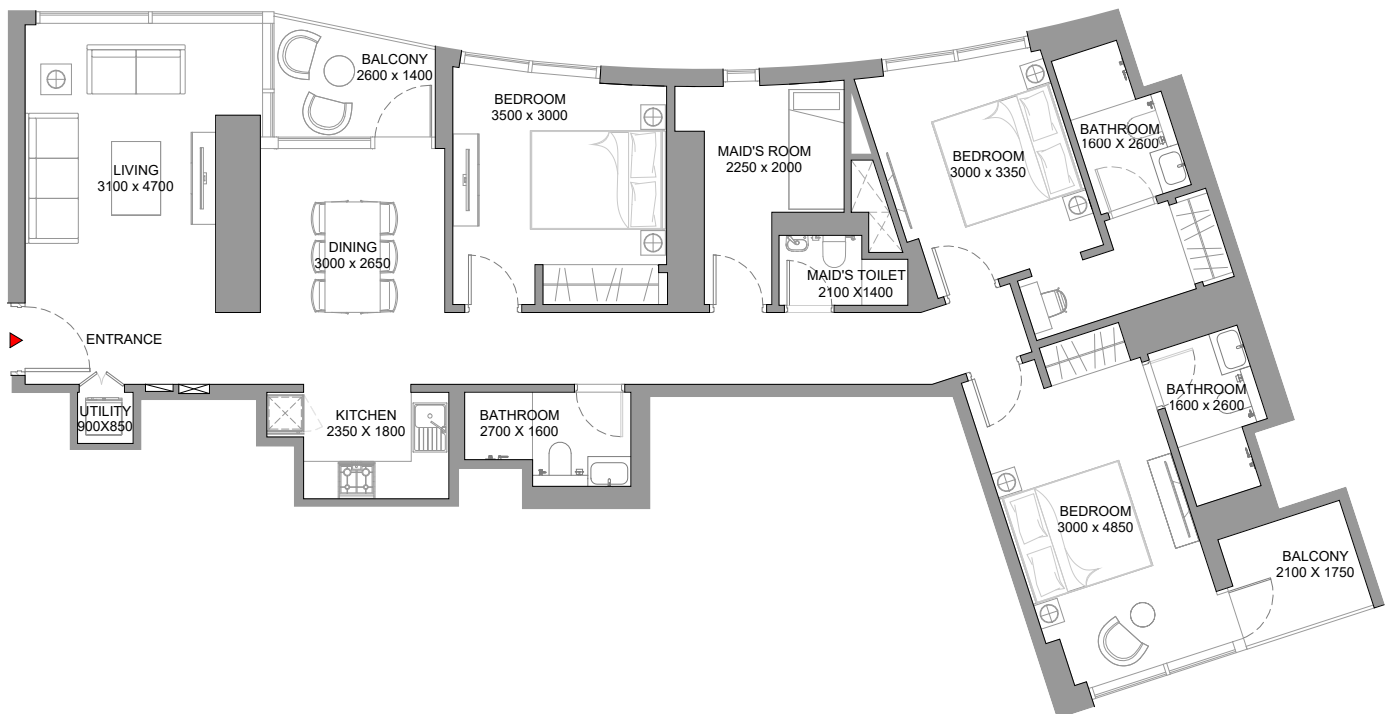 BALCONY
2600 x 1400
BEDROOM
3500 x 3000
LIVING
3100 x 4700
MAID'S ROOM
2250 x 2000
BEDROOM
3000 x 3350
BATHROOM
1600 X 2600
DINING
3000 x 2650
MAID'S TOILET
2100 X1400
ENTRANCE
UTILITY
900X850
KITCHEN
2350 X 1800
BATHROOM
2700 X 1600
BATHROOM
1600 x 2600
BEDROOM
3000 x 4850
BALCONY
2100 X 1750